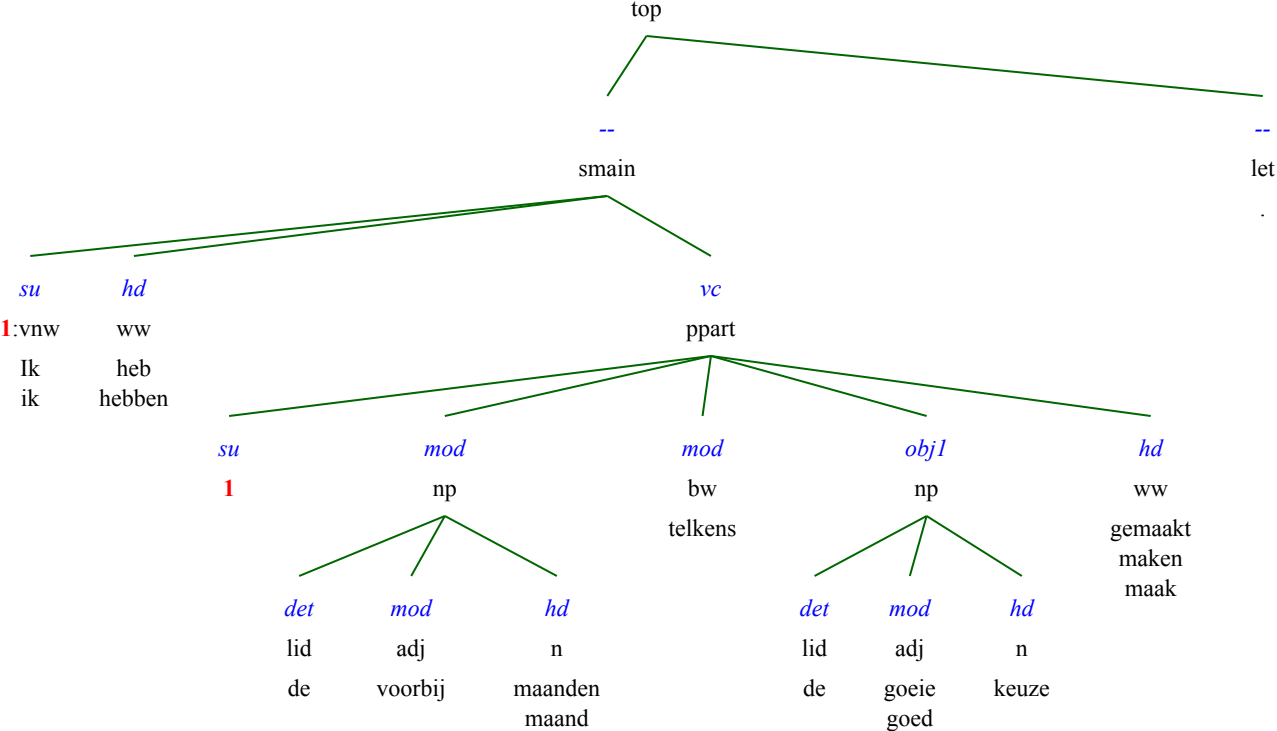 top
-- --
smain let
.
su hd vc
1:vnw ww ppart
Ik heb
ik hebben
su mod mod obj1 hd
1 np bw np ww
telkens gemaakt
maken
maak
det mod hd det mod hd
lid adj n lid adj n
de voorbij maanden de goeie keuze
maand goed